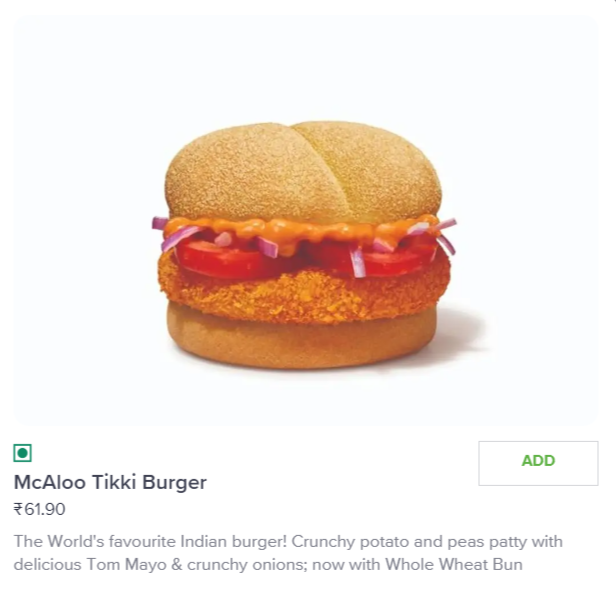 McAloo Tikki Burger
ADD
₹61.90
The World's favourite Indian burger! Crunchy potato and peas patty with
delicious Tom Mayo & crunchy onions; now with Whole Wheat Bun